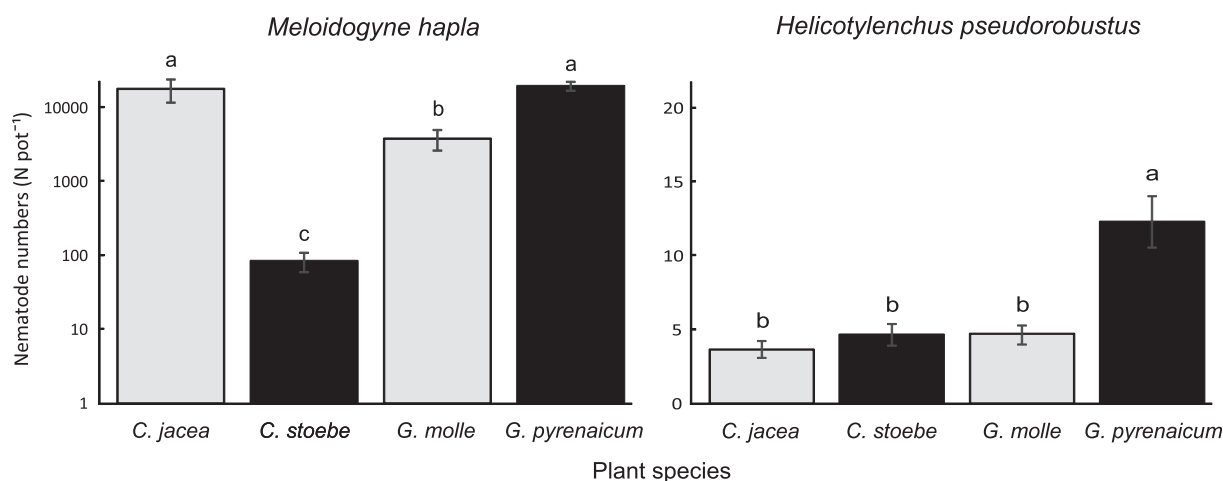 Meloidogyne hapla
Helicotylenchus pseudorobustus
Nematode numbers (N pot⁻¹)
10000
1000
100
10
1
a
c
b
a
C. jacea
C. stoebe
G. molle
G. pyrenaicum
20
15
10
5
0
b
b
b
a
C. jacea
C. stoebe
G. molle
G. pyrenaicum
Plant species